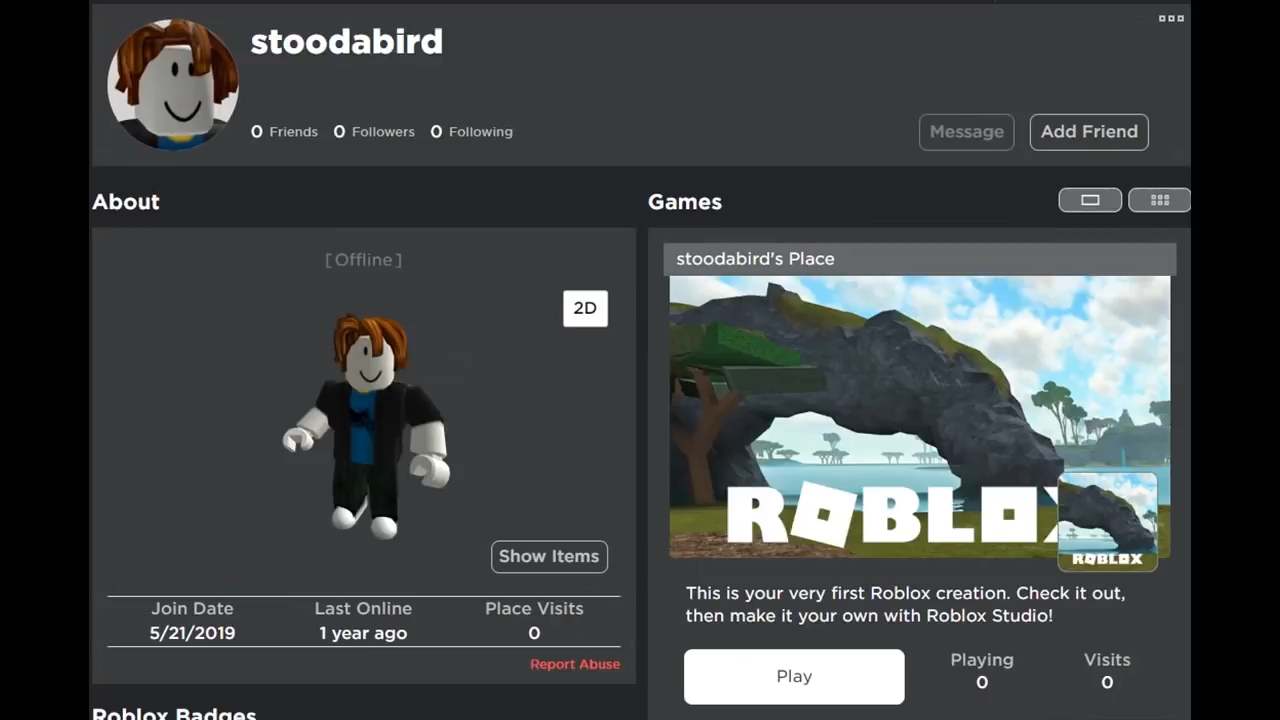 stoodabird
0 Friends 0 Followers 0 Following
Message
Add Friend
About
[ Offline ]
2D
Show Items
Join Date Last Online Place Visits
5/21/2019 1 year ago 0
Report Abuse
Roblox Badges
Games
stoodabird's Place
ROBLOX
ROBLOX
This is your very first Roblox creation. Check it out,
then make it your own with Roblox Studio!
Play
Playing Visits
0 0